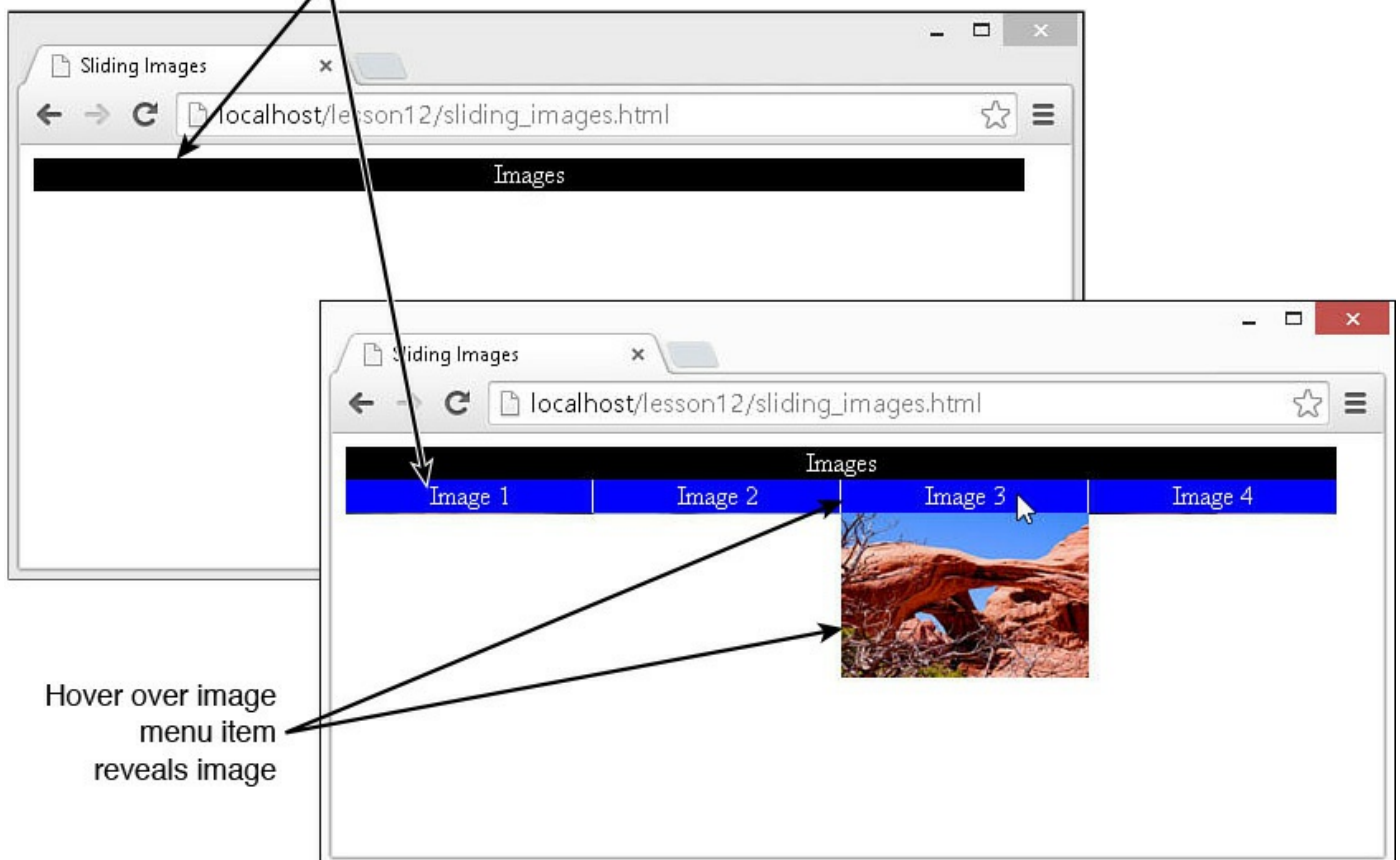 Sliding Images
localhost/lesson12/sliding_images.html
Images
Sliding Images
localhost/lesson12/sliding_images.html
Images
Image 1 Image 2 Image 3 Image 4
Hover over image
menu item
reveals image